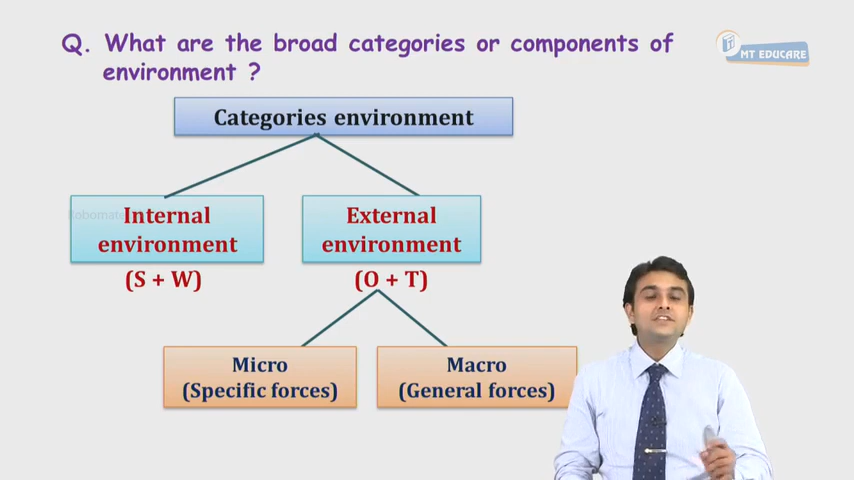 Q. What are the broad categories or components of
environment ?
MT EDUCARE
Categories environment
Robomate
Internal
environment
(S + W)
External
environment
(O + T)
Micro
(Specific forces)
Macro
(General forces)